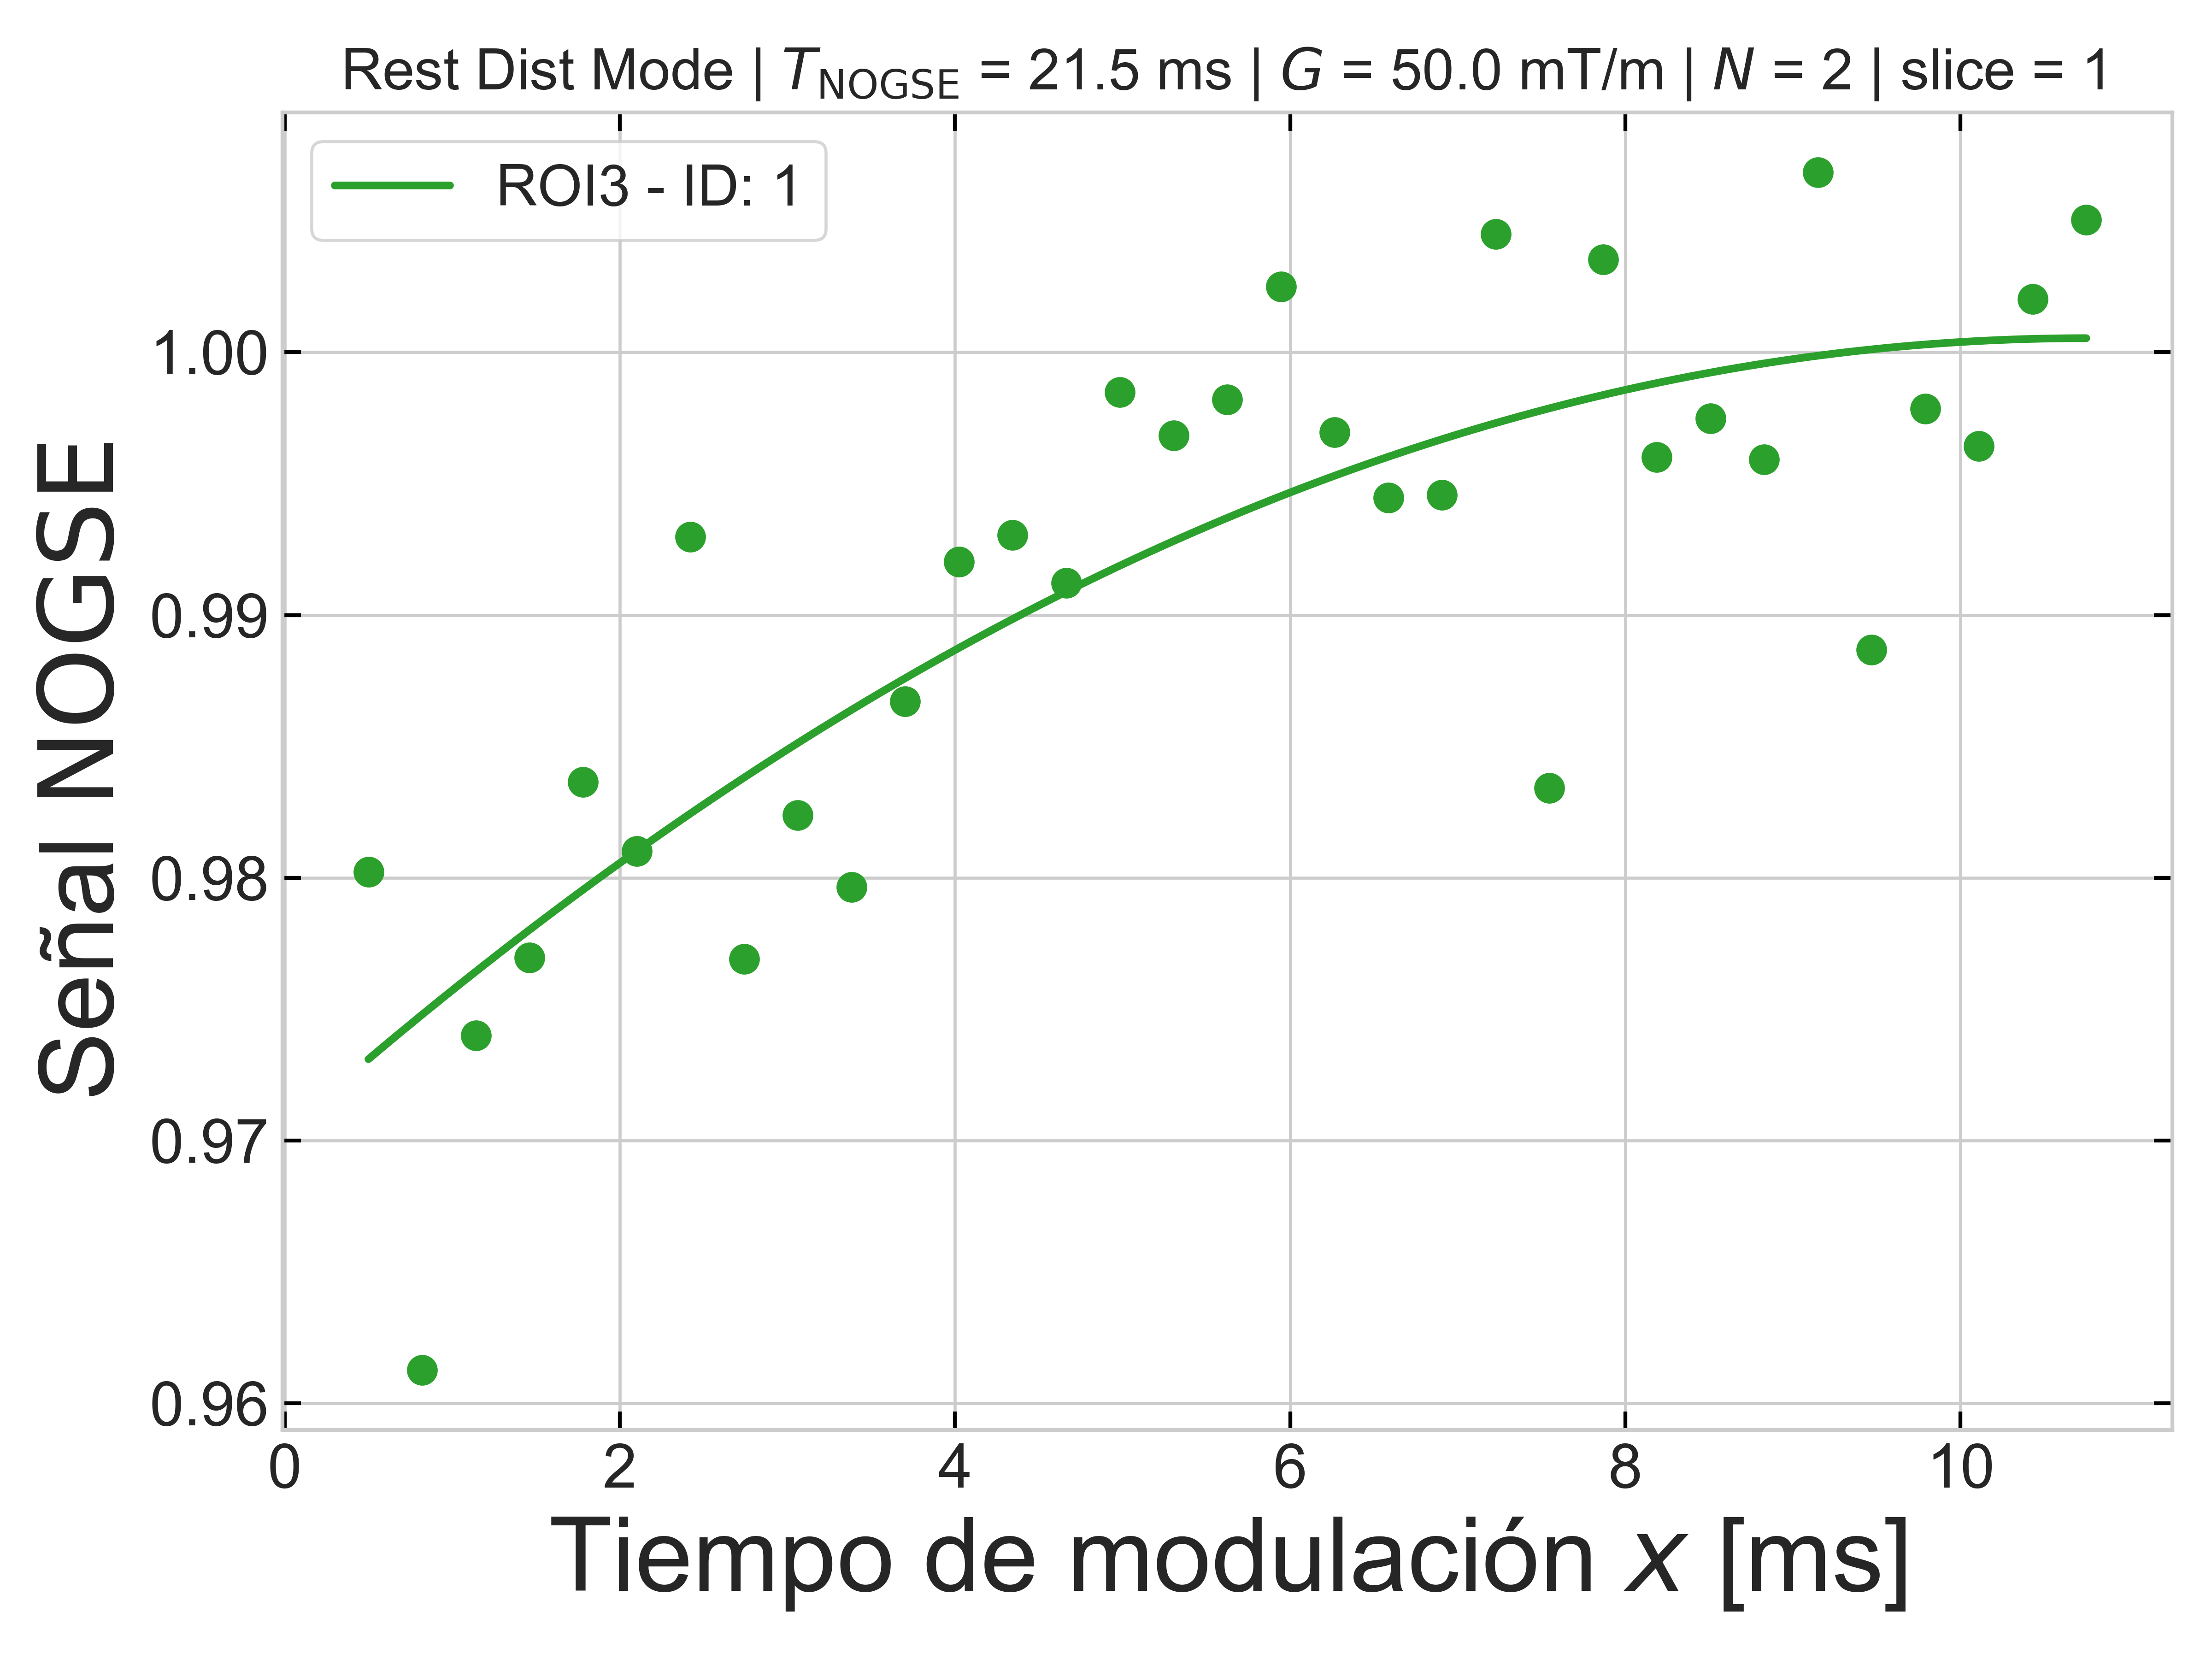 Rest Dist Mode | T_NOGSE = 21.5 ms | G = 50.0 mT/m | N = 2 | slice = 1
ROI3 - ID: 1
Señal NOGSE
1.00
0.99
0.98
0.97
0.96
0 2 4 6 8 10
Tiempo de modulación x [ms]